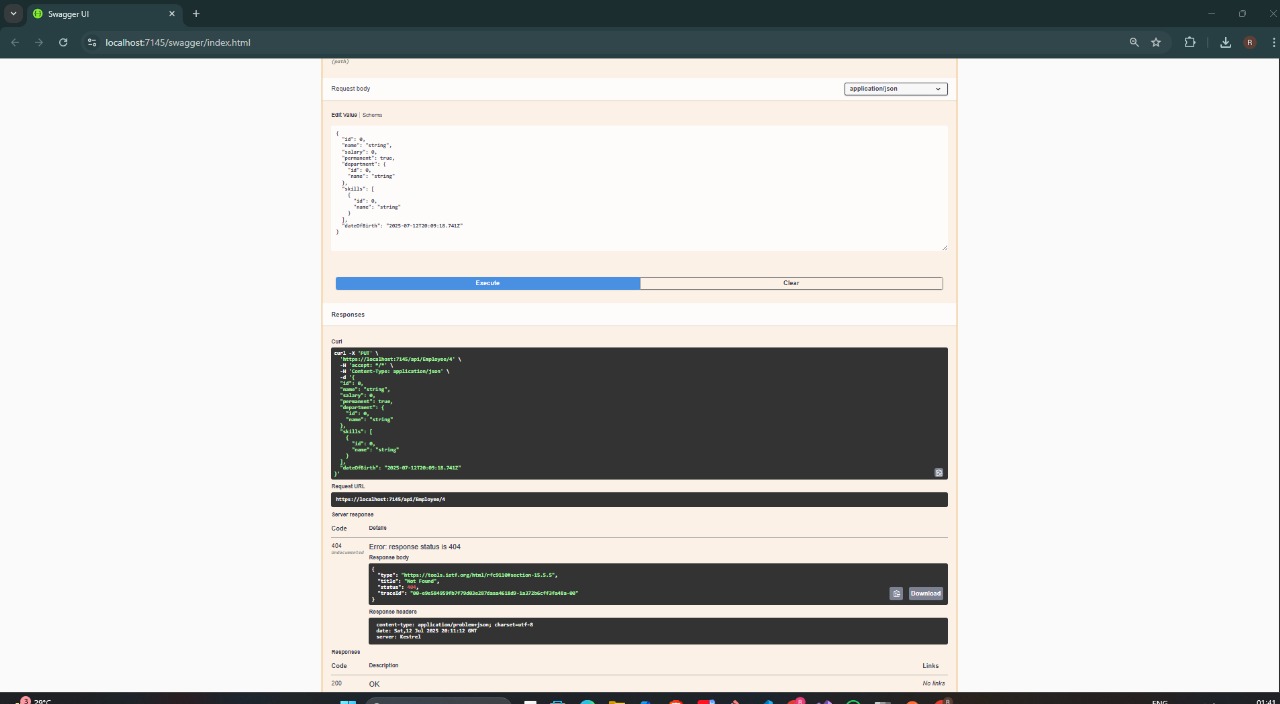 Swagger UI
localhost:7145/swagger/index.html
R
(path)
Request body
application/json
Edit Value | Schema
{
"id": 0,
"name": "string",
"salary": 0,
"permanent": true,
"department": {
"id": 0,
"name": "string"
},
"skills": [
{
"id": 0,
"name": "string"
}
],
"dateOfBirth": "2025-07-12T20:09:18.741Z"
}
Execute
Clear
Responses
Curl
curl -X 'PUT' \
'https://localhost:7145/api/Employee/4' \
-H 'accept: */*' \
-H 'Content-Type: application/json' \
-d '{
"id": 0,
"name": "string",
"salary": 0,
"permanent": true,
"department": {
"id": 0,
"name": "string"
},
"skills": [
{
"id": 0,
"name": "string"
}
],
"dateOfBirth": "2025-07-12T20:09:18.741Z"
}'
Request URL
https://localhost:7145/api/Employee/4
Server response
Code Details
404
Undocumented
Error: response status is 404
Response body
{
"type": "https://tools.ietf.org/html/rfc9110#section-15.5.5",
"title": "Not Found",
"status": 404,
"traceId":
}
Download
Response headers
content-type: application/problem+json; charset=utf-8
date: Sat,12 Jul 2025 20:11:12 GMT
server: Kestrel
Responses
Code Description Links
200 OK No links
29°C
ENG
01:41